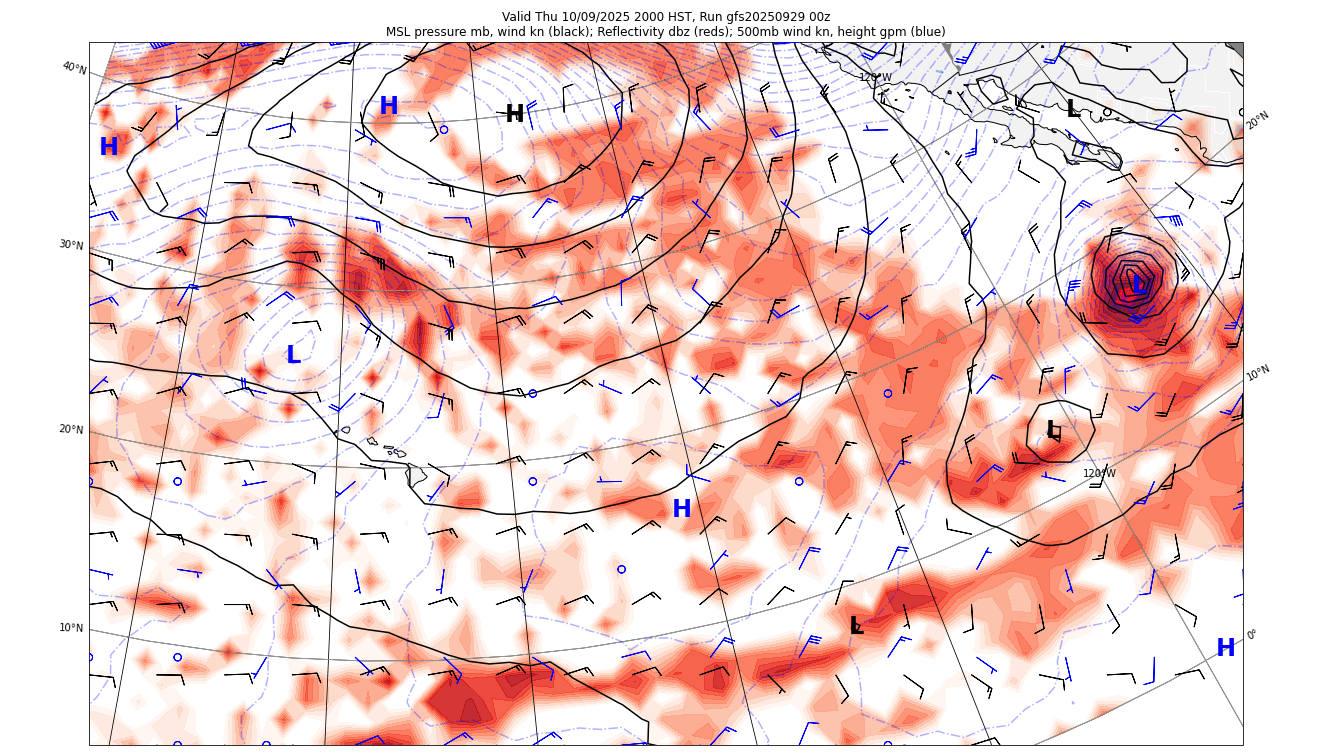 Valid Thu 10/09/2025 2000 HST, Run gfs20250929 00z
MSL pressure mb, wind kn (black); Reflectivity dbz (reds); 500mb wind kn, height gpm (blue)
40°N
120°W
H
H
L
20°N
H
30°N
L
L
10°N
L
20°N
120°W
H
10°N
L
0°
H